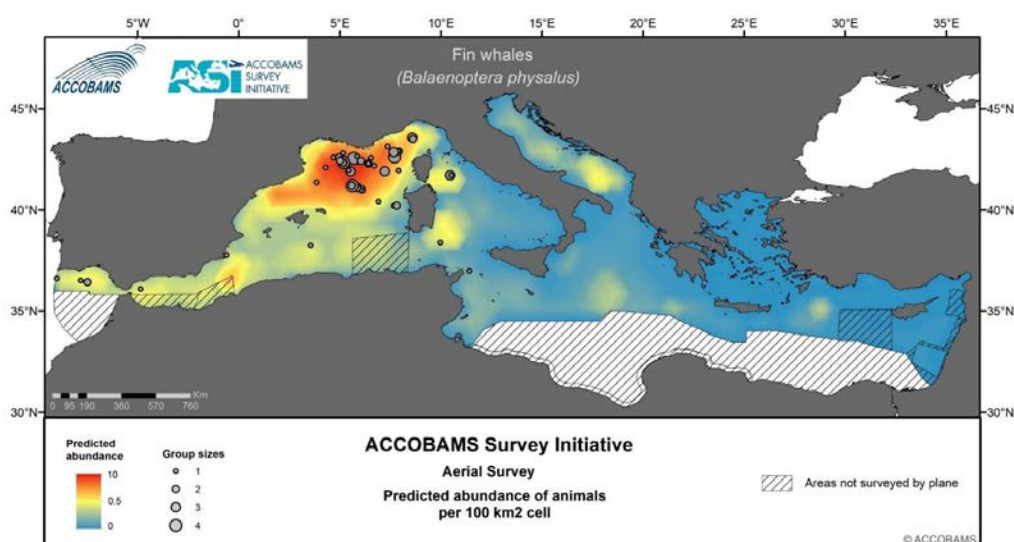 5°W 0° 5°E 10°E 15°E 20°E 25°E 30°E 35°E
ACCOBAMS
ASI ACCOBAMS
SURVEY
INITIATIVE
Fin whales
(Balaenoptera physalus)
45°N 45°N
40°N 40°N
35°N 35°N
30°N 30°N
Km
0 95 190 380 570 760
Predicted
abundance
10
0.5
0
Group sizes
1
2
3
4
ACCOBAMS Survey Initiative
Aerial Survey
Predicted abundance of animals
per 100 km2 cell
Areas not surveyed by plane
© ACCOBAMS